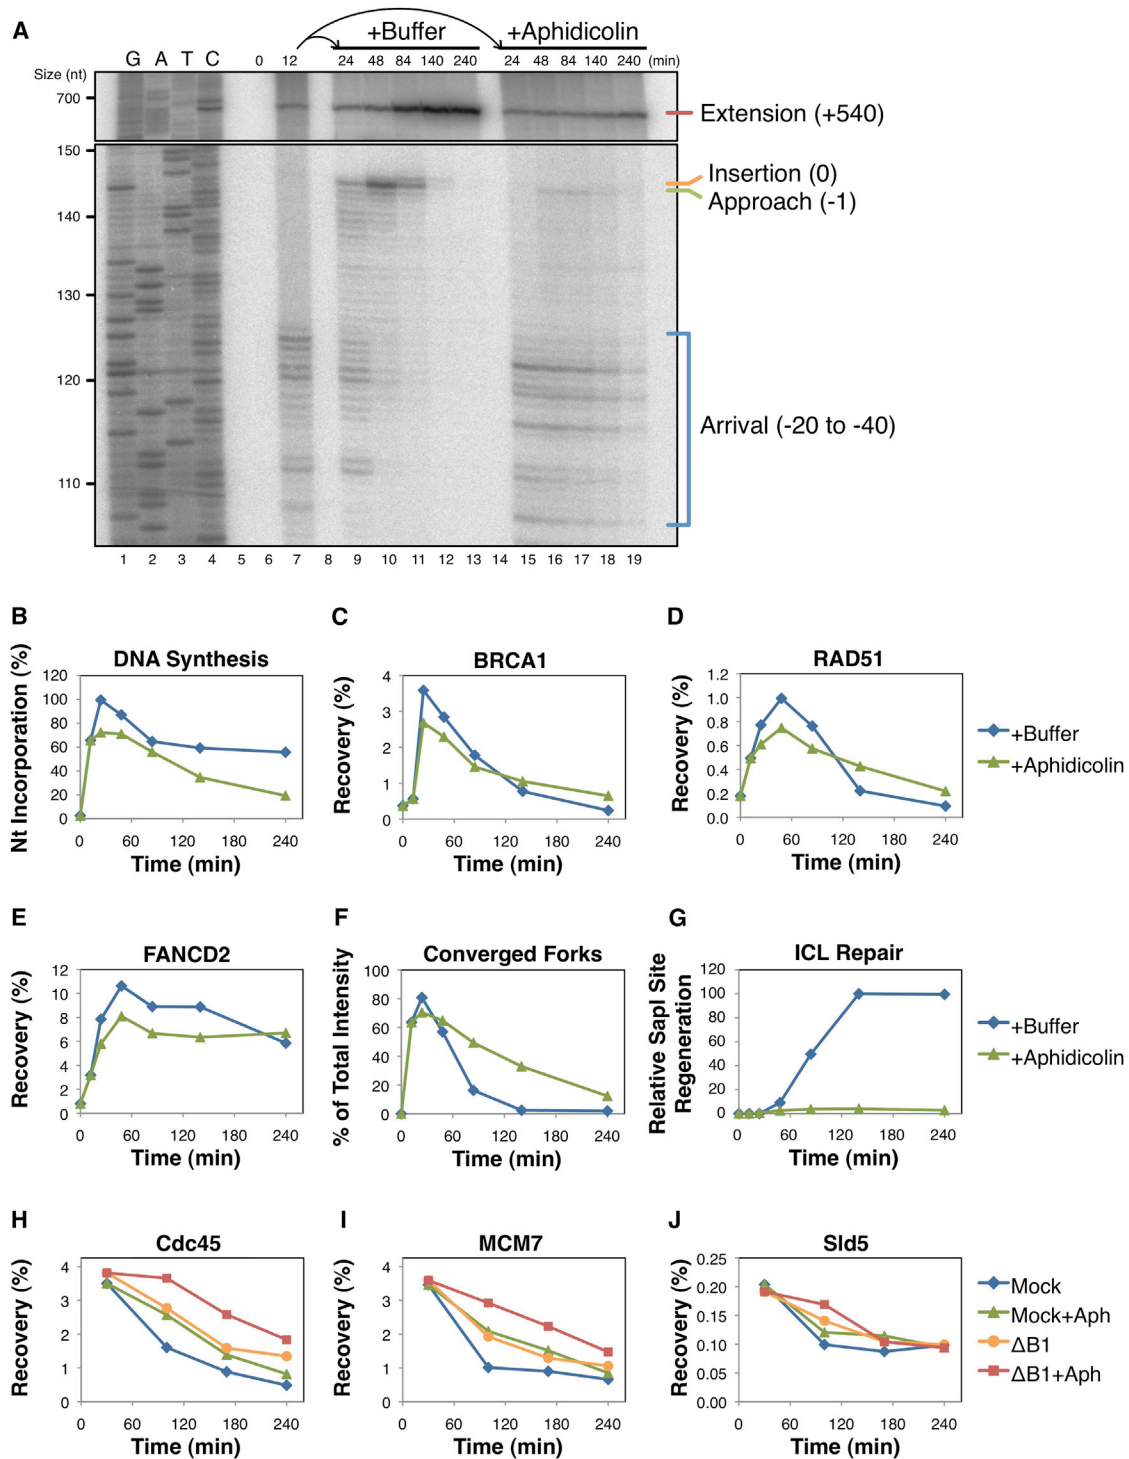 A
+Buffer +Aphidicolin
G A T C 0 12 24 48 84 140 240 24 48 84 140 240 (min)
Size (nt)
700
Extension (+540)
150
Insertion (0)
Approach (-1)
140
130
120
Arrival (-20 to -40)
110
1 2 3 4 5 6 7 8 9 10 11 12 13 14 15 16 17 18 19
B C D
DNA Synthesis BRCA1 RAD51
Nt Incorporation (%)
120 100 80 60 40 20 0
0 60 120 180 240
Time (min)
Recovery (%)
4 3 2 1 0
0 60 120 180 240
Time (min)
Recovery (%)
1.2 1.0 0.8 0.6 0.4 0.2 0.0
0 60 120 180 240
Time (min)
+Buffer
+Aphidicolin
E F G
FANCD2 Converged Forks ICL Repair
Recovery (%)
12 10 8 6 4 2 0
0 60 120 180 240
Time (min)
% of Total Intensity
100 80 60 40 20 0
0 60 120 180 240
Time (min)
Relative SapI Site
Regeneration
120 100 80 60 40 20 0
0 60 120 180 240
Time (min)
+Buffer
+Aphidicolin
H I J
Cdc45 MCM7 Sld5
Recovery (%)
4 3 2 1 0
0 60 120 180 240
Time (min)
Recovery (%)
4 3 2 1 0
0 60 120 180 240
Time (min)
Recovery (%)
0.25 0.20 0.15 0.10 0.05 0.00
0 60 120 180 240
Time (min)
Mock
Mock+Aph
ΔB1
ΔB1+Aph